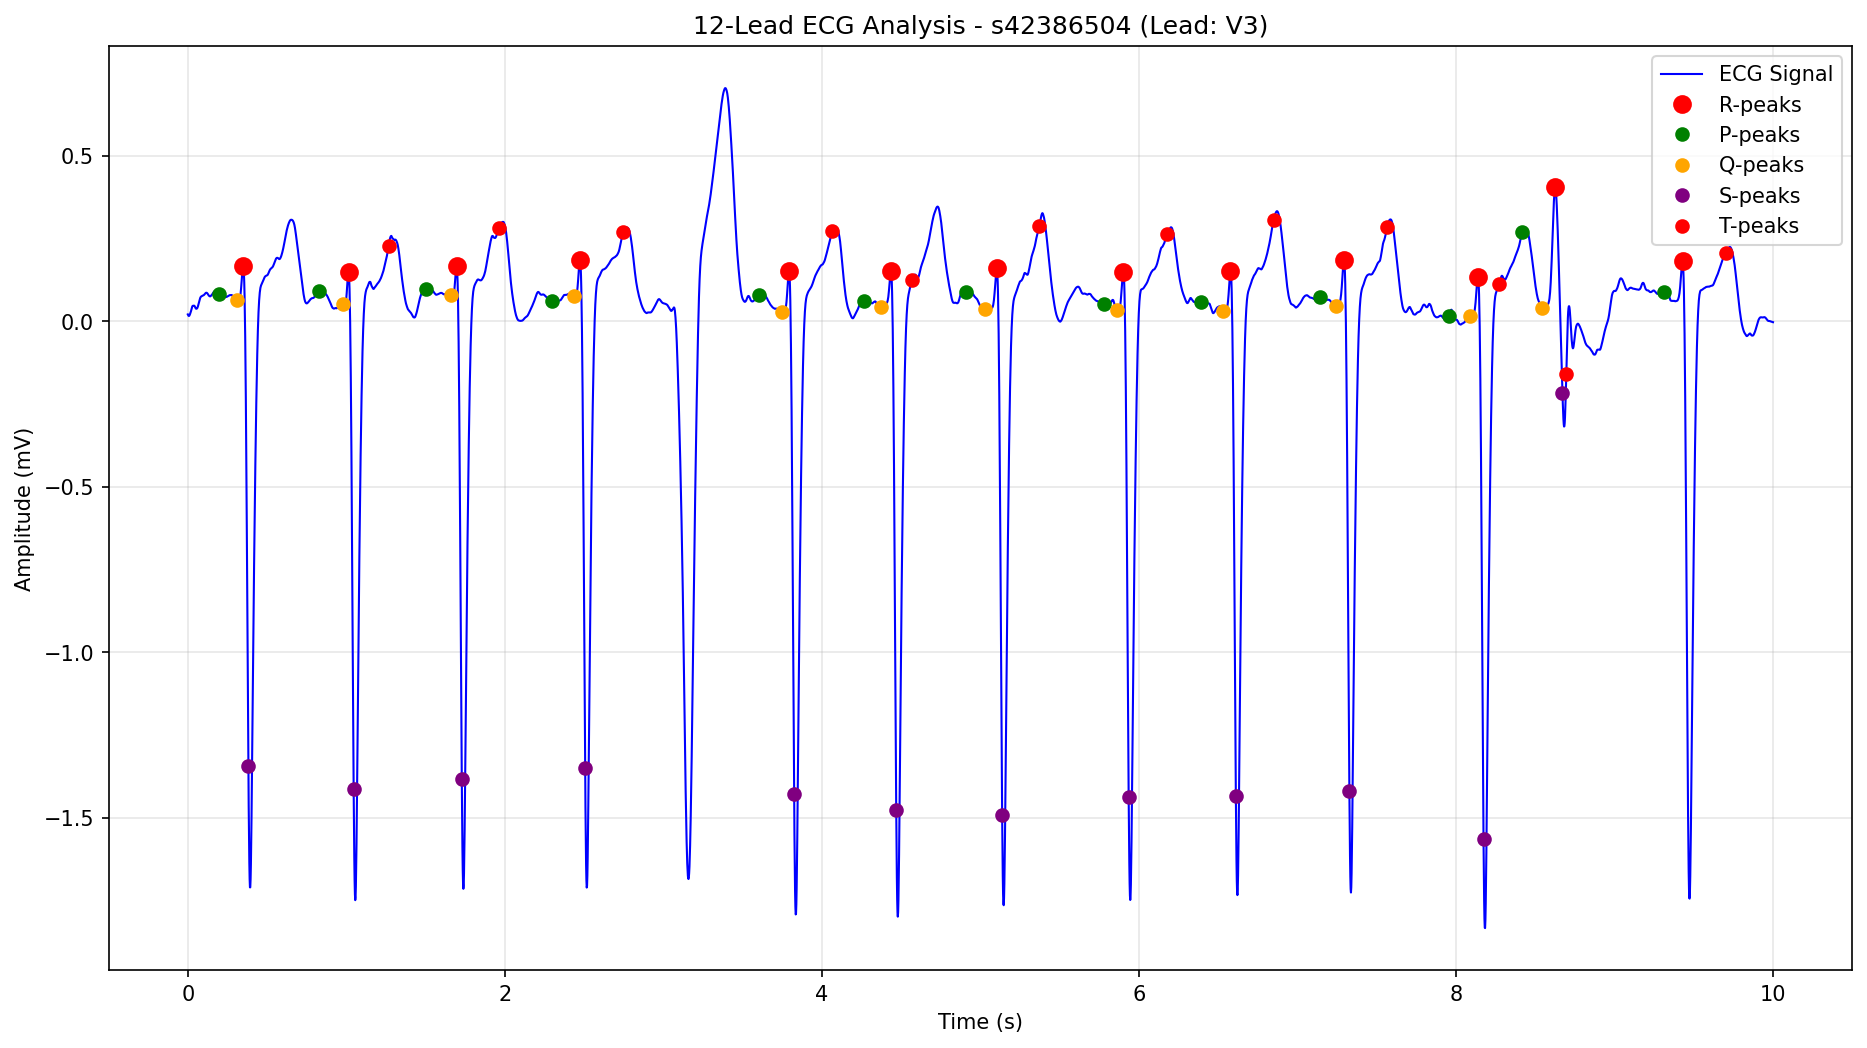 12-Lead ECG Analysis - s42386504 (Lead: V3)
ECG Signal
R-peaks
P-peaks
Q-peaks
S-peaks
T-peaks
Amplitude (mV)
0.5
0.0
−0.5
−1.0
−1.5
0 2 4 6 8 10
Time (s)